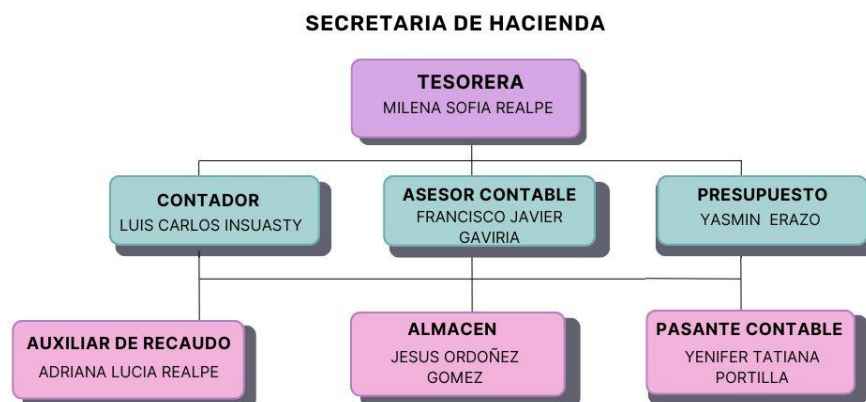 SECRETARIA DE HACIENDA
TESORERA
MILENA SOFIA REALPE
CONTADOR
LUIS CARLOS INSUASTY
ASESOR CONTABLE
FRANCISCO JAVIER
GAVIRIA
PRESUPUESTO
YASMIN ERAZO
AUXILIAR DE RECAUDO
ADRIANA LUCIA REALPE
ALMACEN
JESUS ORDOÑEZ
GOMEZ
PASANTE CONTABLE
YENIFER TATIANA
PORTILLA